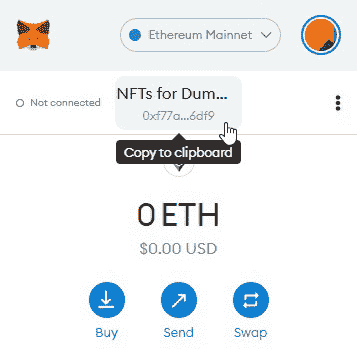 Ethereum Mainnet
Not connected
NFTs for Dum...
0xf77a...6df9
Copy to clipboard
0 ETH
$0.00 USD
Buy Send Swap